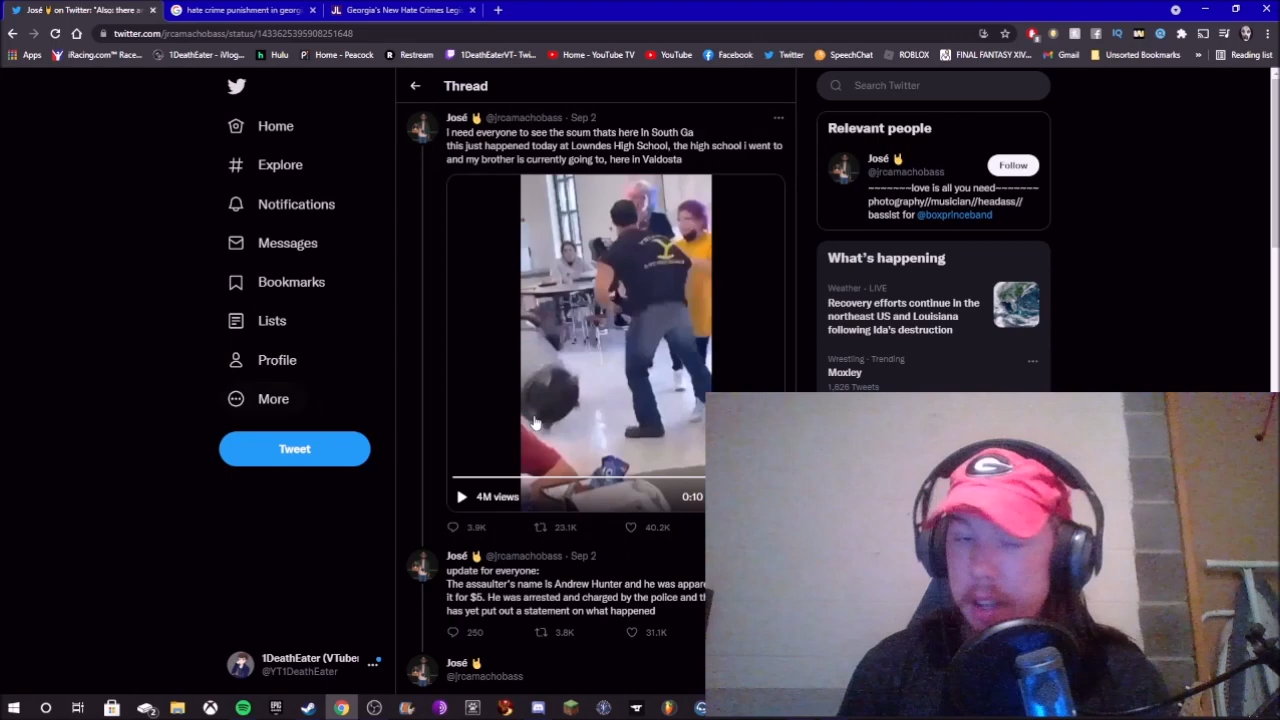 José 🤘 on Twitter: "Also: there a
hate crime punishment in georg
Georgia's New Hate Crimes Legi
twitter.com/jrcamachobass/status/1433625395908251648
Apps
iRacing.com™ Racin...
1DeathEater - iVlog...
Hulu
Home - Peacock
Restream
1DeathEaterVT - Twi...
Home - YouTube TV
YouTube
Facebook
Twitter
SpeechChat
ROBLOX
FINAL FANTASY XIV...
Gmail
Unsorted Bookmarks
»
Reading list
Home
Explore
Notifications
Messages
Bookmarks
Lists
Profile
More
Tweet
1DeathEater (VTuber
@YT1DeathEater
Thread
José 🤘 @jrcamachobass · Sep 2
I need everyone to see the scum thats here in South Ga
this just happened today at Lowndes High School, the high school i went to
and my brother is currently going to, here in Valdosta
4M views
0:10
3.9K 23.1K 40.2K
José 🤘 @jrcamachobass · Sep 2
update for everyone:
The assaulter's name is Andrew Hunter and he was appare
it for $5. He was arrested and charged by the police and th
has yet put out a statement on what happened
250 3.8K 31.1K
José 🤘
@jrcamachobass
Search Twitter
Relevant people
José 🤘
@jrcamachobass
Follow
~~~~~~~love is all you need~~~~~~~
photography//musician//headass//
bassist for @boxprinceband
What's happening
Weather · LIVE
Recovery efforts continue in the
northeast US and Louisiana
following Ida's destruction
Wrestling · Trending
Moxley
1,826 Tweets
G